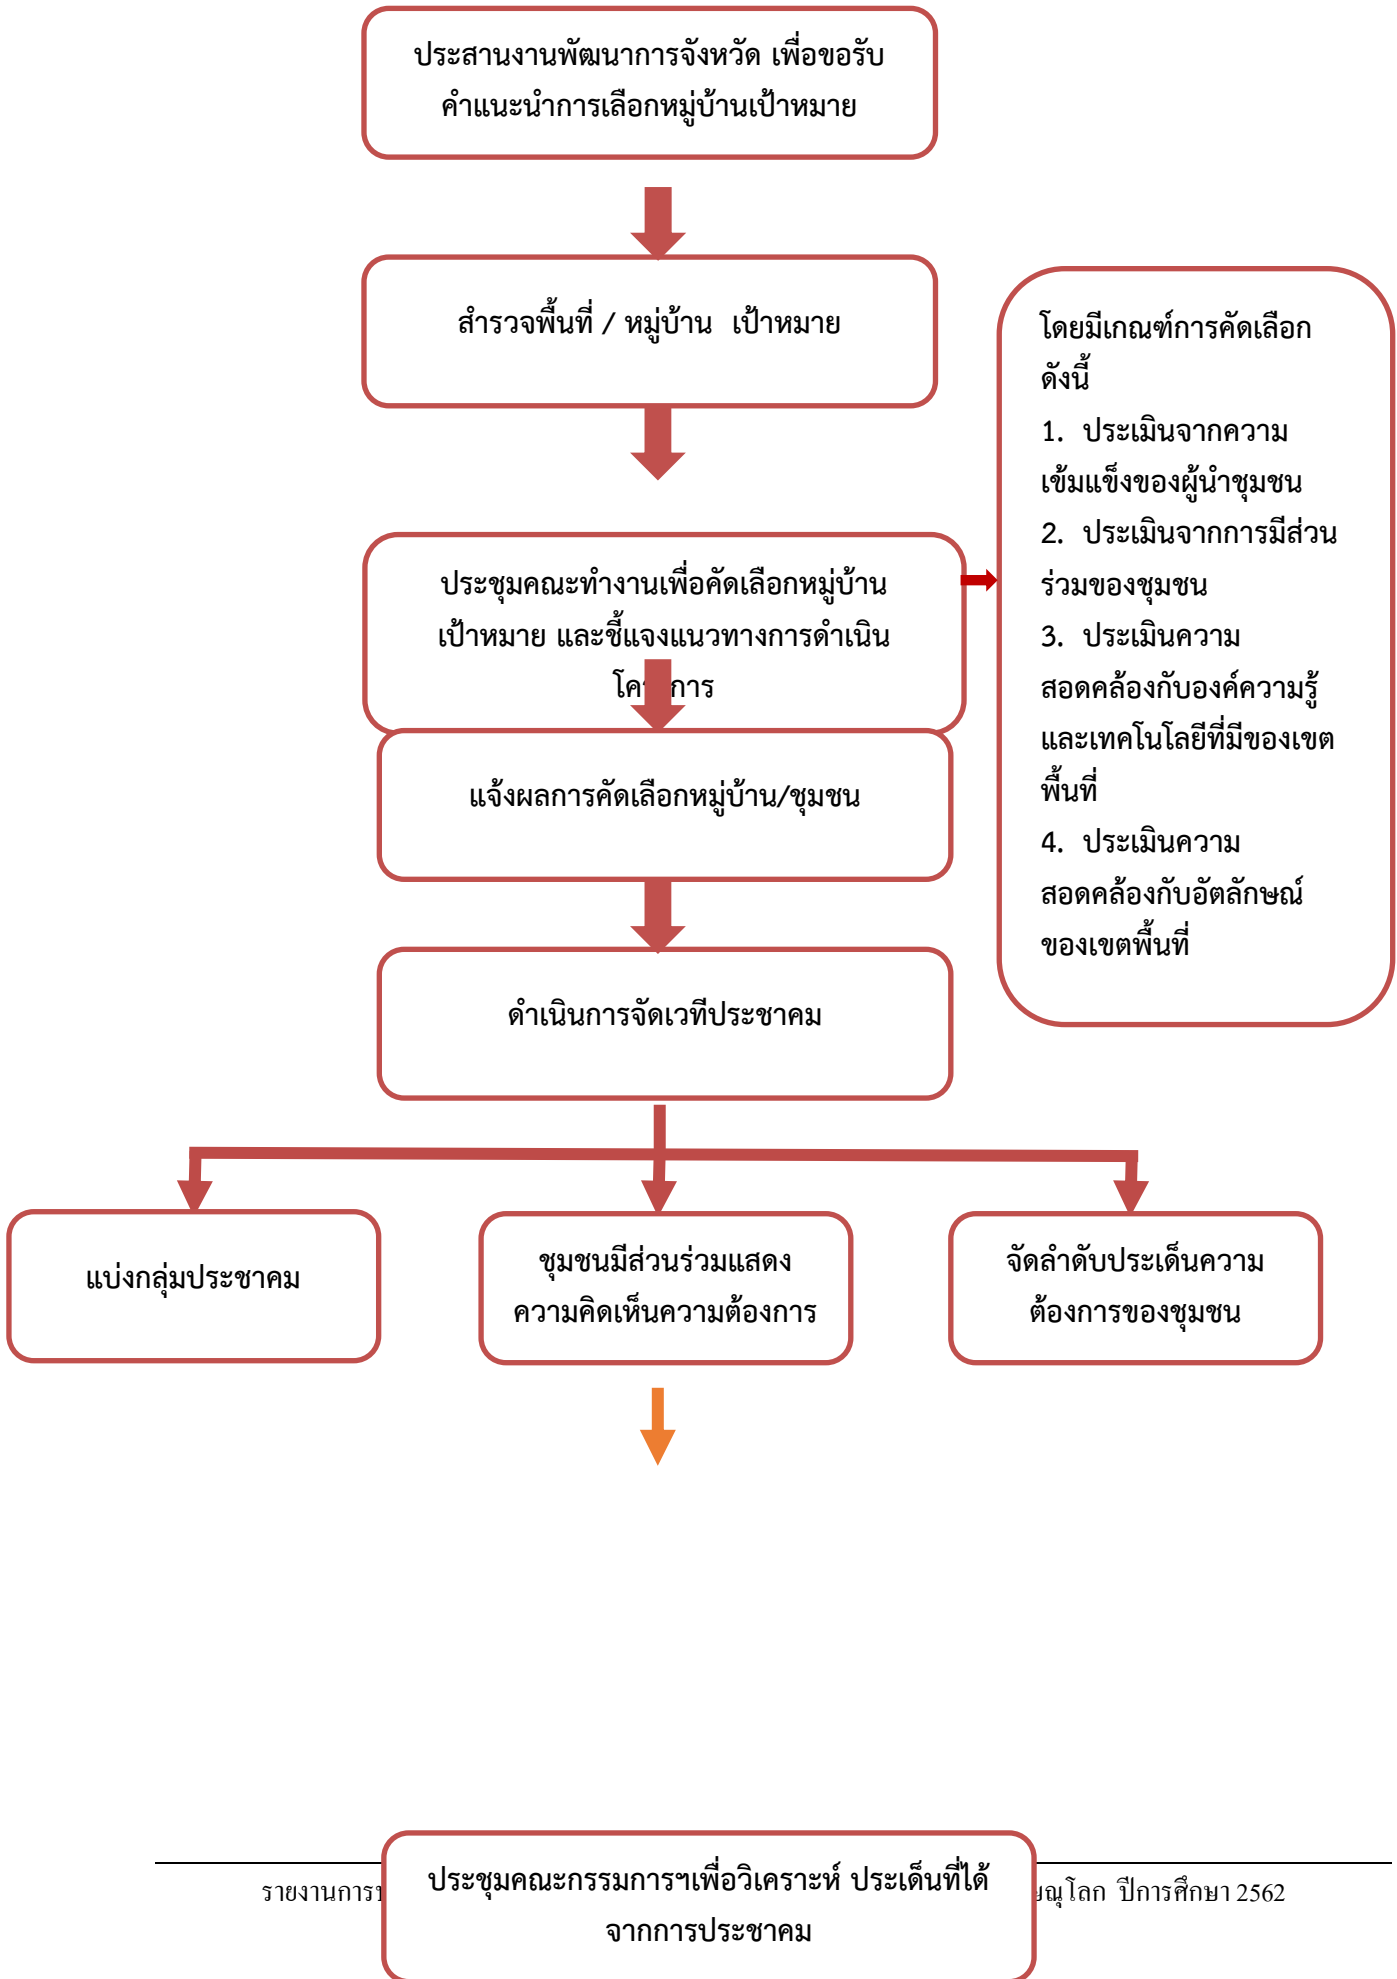 ประสานงานพัฒนาการจังหวัด เพื่อขอรับ
คำแนะนำการเลือกหมู่บ้านเป้าหมาย
สำรวจพื้นที่ / หมู่บ้าน เป้าหมาย
ประชุมคณะทำงานเพื่อคัดเลือกหมู่บ้าน
เป้าหมาย และชี้แจงแนวทางการดำเนิน
โดยมีเกณฑ์การคัดเลือก
ดังนี้
1. ประเมินจากความ
เข้มแข็งของผู้นำชุมชน
2. ประเมินจากการมีส่วน
ร่วมของชุมชน
3. ประเมินความ
สอดคล้องกับองค์ความรู้
และเทคโนโลยีที่มีของเขต
พื้นที่
4. ประเมินความ
สอดคล้องกับอัตลักษณ์
ของเขตพื้นที่
แจ้งผลการคัดเลือกหมู่บ้าน/ชุมชน
ดำเนินการจัดเวทีประชาคม
แบ่งกลุ่มประชาคม
ชุมชนมีส่วนร่วมแสดง
ความคิดเห็นความต้องการ
จัดลำดับประเด็นความ
ต้องการของชุมชน
ประชุมคณะกรรมการฯเพื่อวิเคราะห์ ประเด็นที่ได้
จากการประชาคม
รายงานการ
ปีการศึกษา 2562